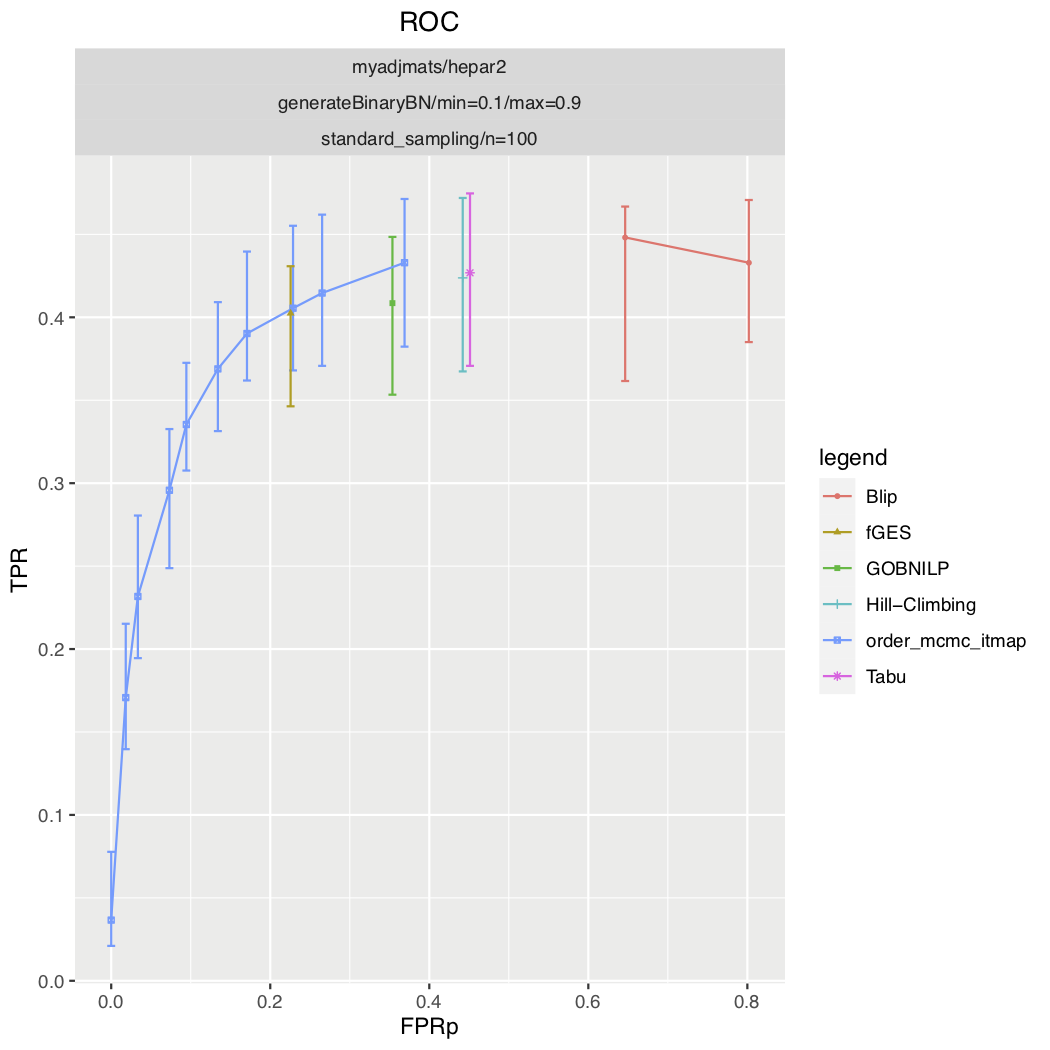 ROC
myadjmats/hepar2
generateBinaryBN/min=0.1/max=0.9
standard_sampling/n=100
0.4
0.3
0.2
0.1
0.0
TPR
0.0 0.2 0.4 0.6 0.8
FPRp
legend
Blip
fGES
GOBNILP
Hill−Climbing
order_mcmc_itmap
Tabu